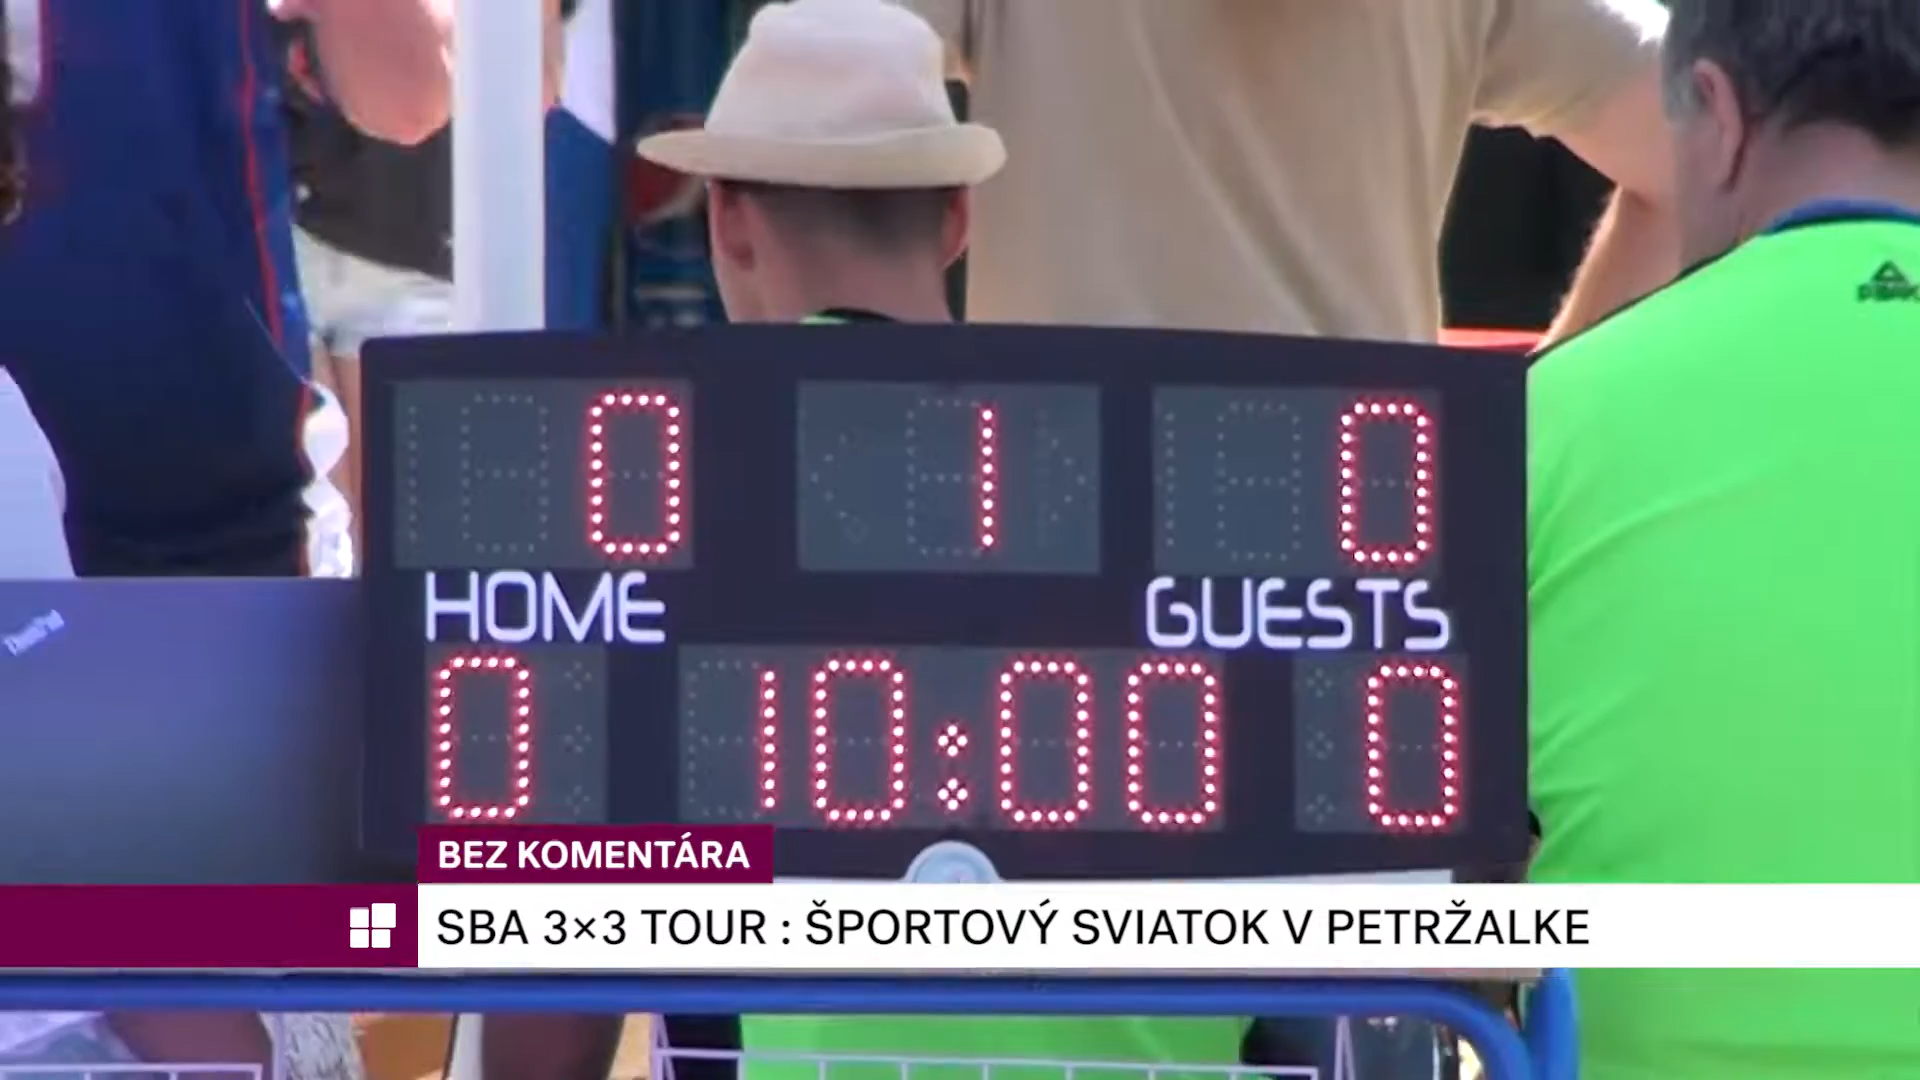 0 1 0
HOME GUESTS
0 10:00 0
BEZ KOMENTÁRA
SBA 3×3 TOUR : ŠPORTOVÝ SVIATOK V PETRŽALKE